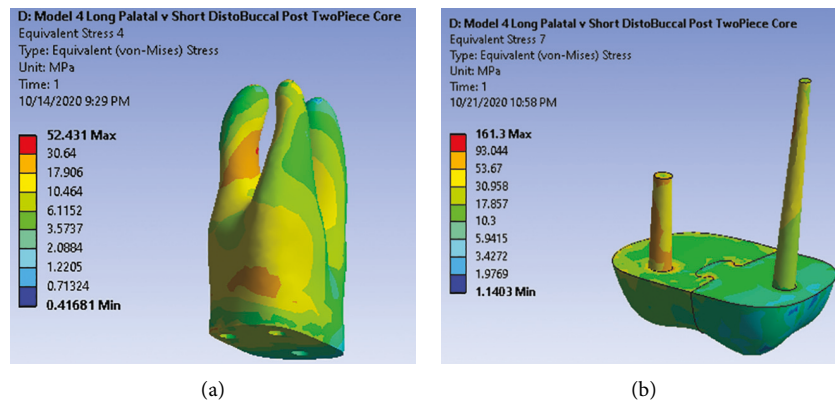 D: Model 4 Long Palatal v Short DistoBuccal Post TwoPiece Core
Equivalent Stress 4
Type: Equivalent (von-Mises) Stress
Unit: MPa
Time: 1
10/14/2020 9:29 PM
52.431 Max
30.64
17.906
10.464
6.1152
3.5737
2.0884
1.2205
0.71324
0.41681 Min
(a)
D: Model 4 Long Palatal v Short DistoBuccal Post TwoPiece Core
Equivalent Stress 7
Type: Equivalent (von-Mises) Stress
Unit: MPa
Time: 1
10/21/2020 10:58 PM
161.3 Max
93.044
53.67
30.958
17.857
10.3
5.9415
3.4272
1.9769
1.1403 Min
(b)